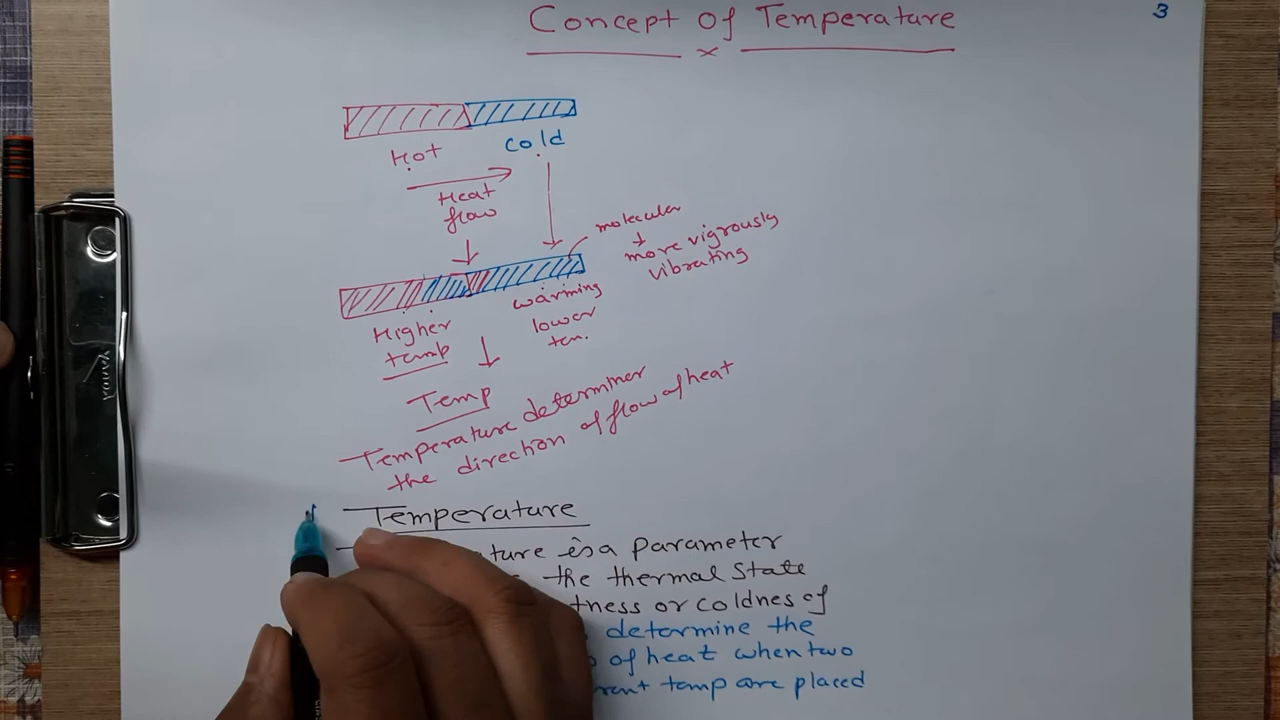 Concept of Temperature
3
Hot
Cold
Heat
flow
molecular
more vigrously
vibrating
Higher
temp
warming
lower
tem.
Temp
Temperature determiner
the direction of flow of heat
Temperature
ture is a parameter
the thermal state
tness or coldnes of
determine the
of heat when two
rent temp are placed